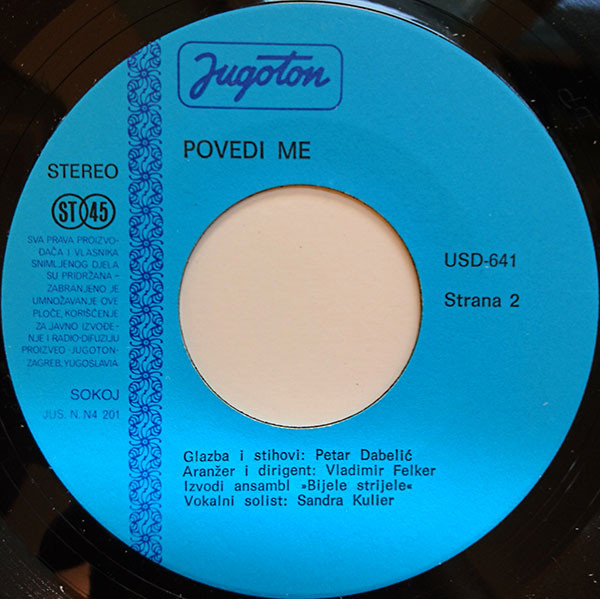 Jugoton
POVEDI ME
STEREO
ST 45
SVA PRAVA PROIZVO-
ĐAČA I VLASNIKA
SNIMLJENOG DJELA
SU PRIDRŽANA -
ZABRANJENO JE
UMNOŽAVANJE OVE
PLOČE, KORIŠĆENJE
ZA JAVNO IZVOĐE-
NJE I RADIO-DIFUZIJU
PROIZVEO -JUGOTON-
ZAGREB, YUGOSLAVIA
SOKOJ
JUS. N. N4 201
USD-641
Strana 2
Glazba i stihovi: Petar Dabelić
Aranžer i dirigent: Vladimir Felker
Izvodi ansambl »Bijele strijele«
Vokalni solist: Sandra Kulier